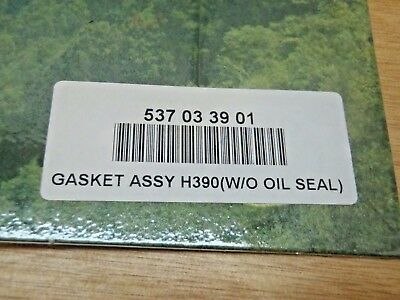 537 03 39 01
GASKET ASSY H390(W/O OIL SEAL)